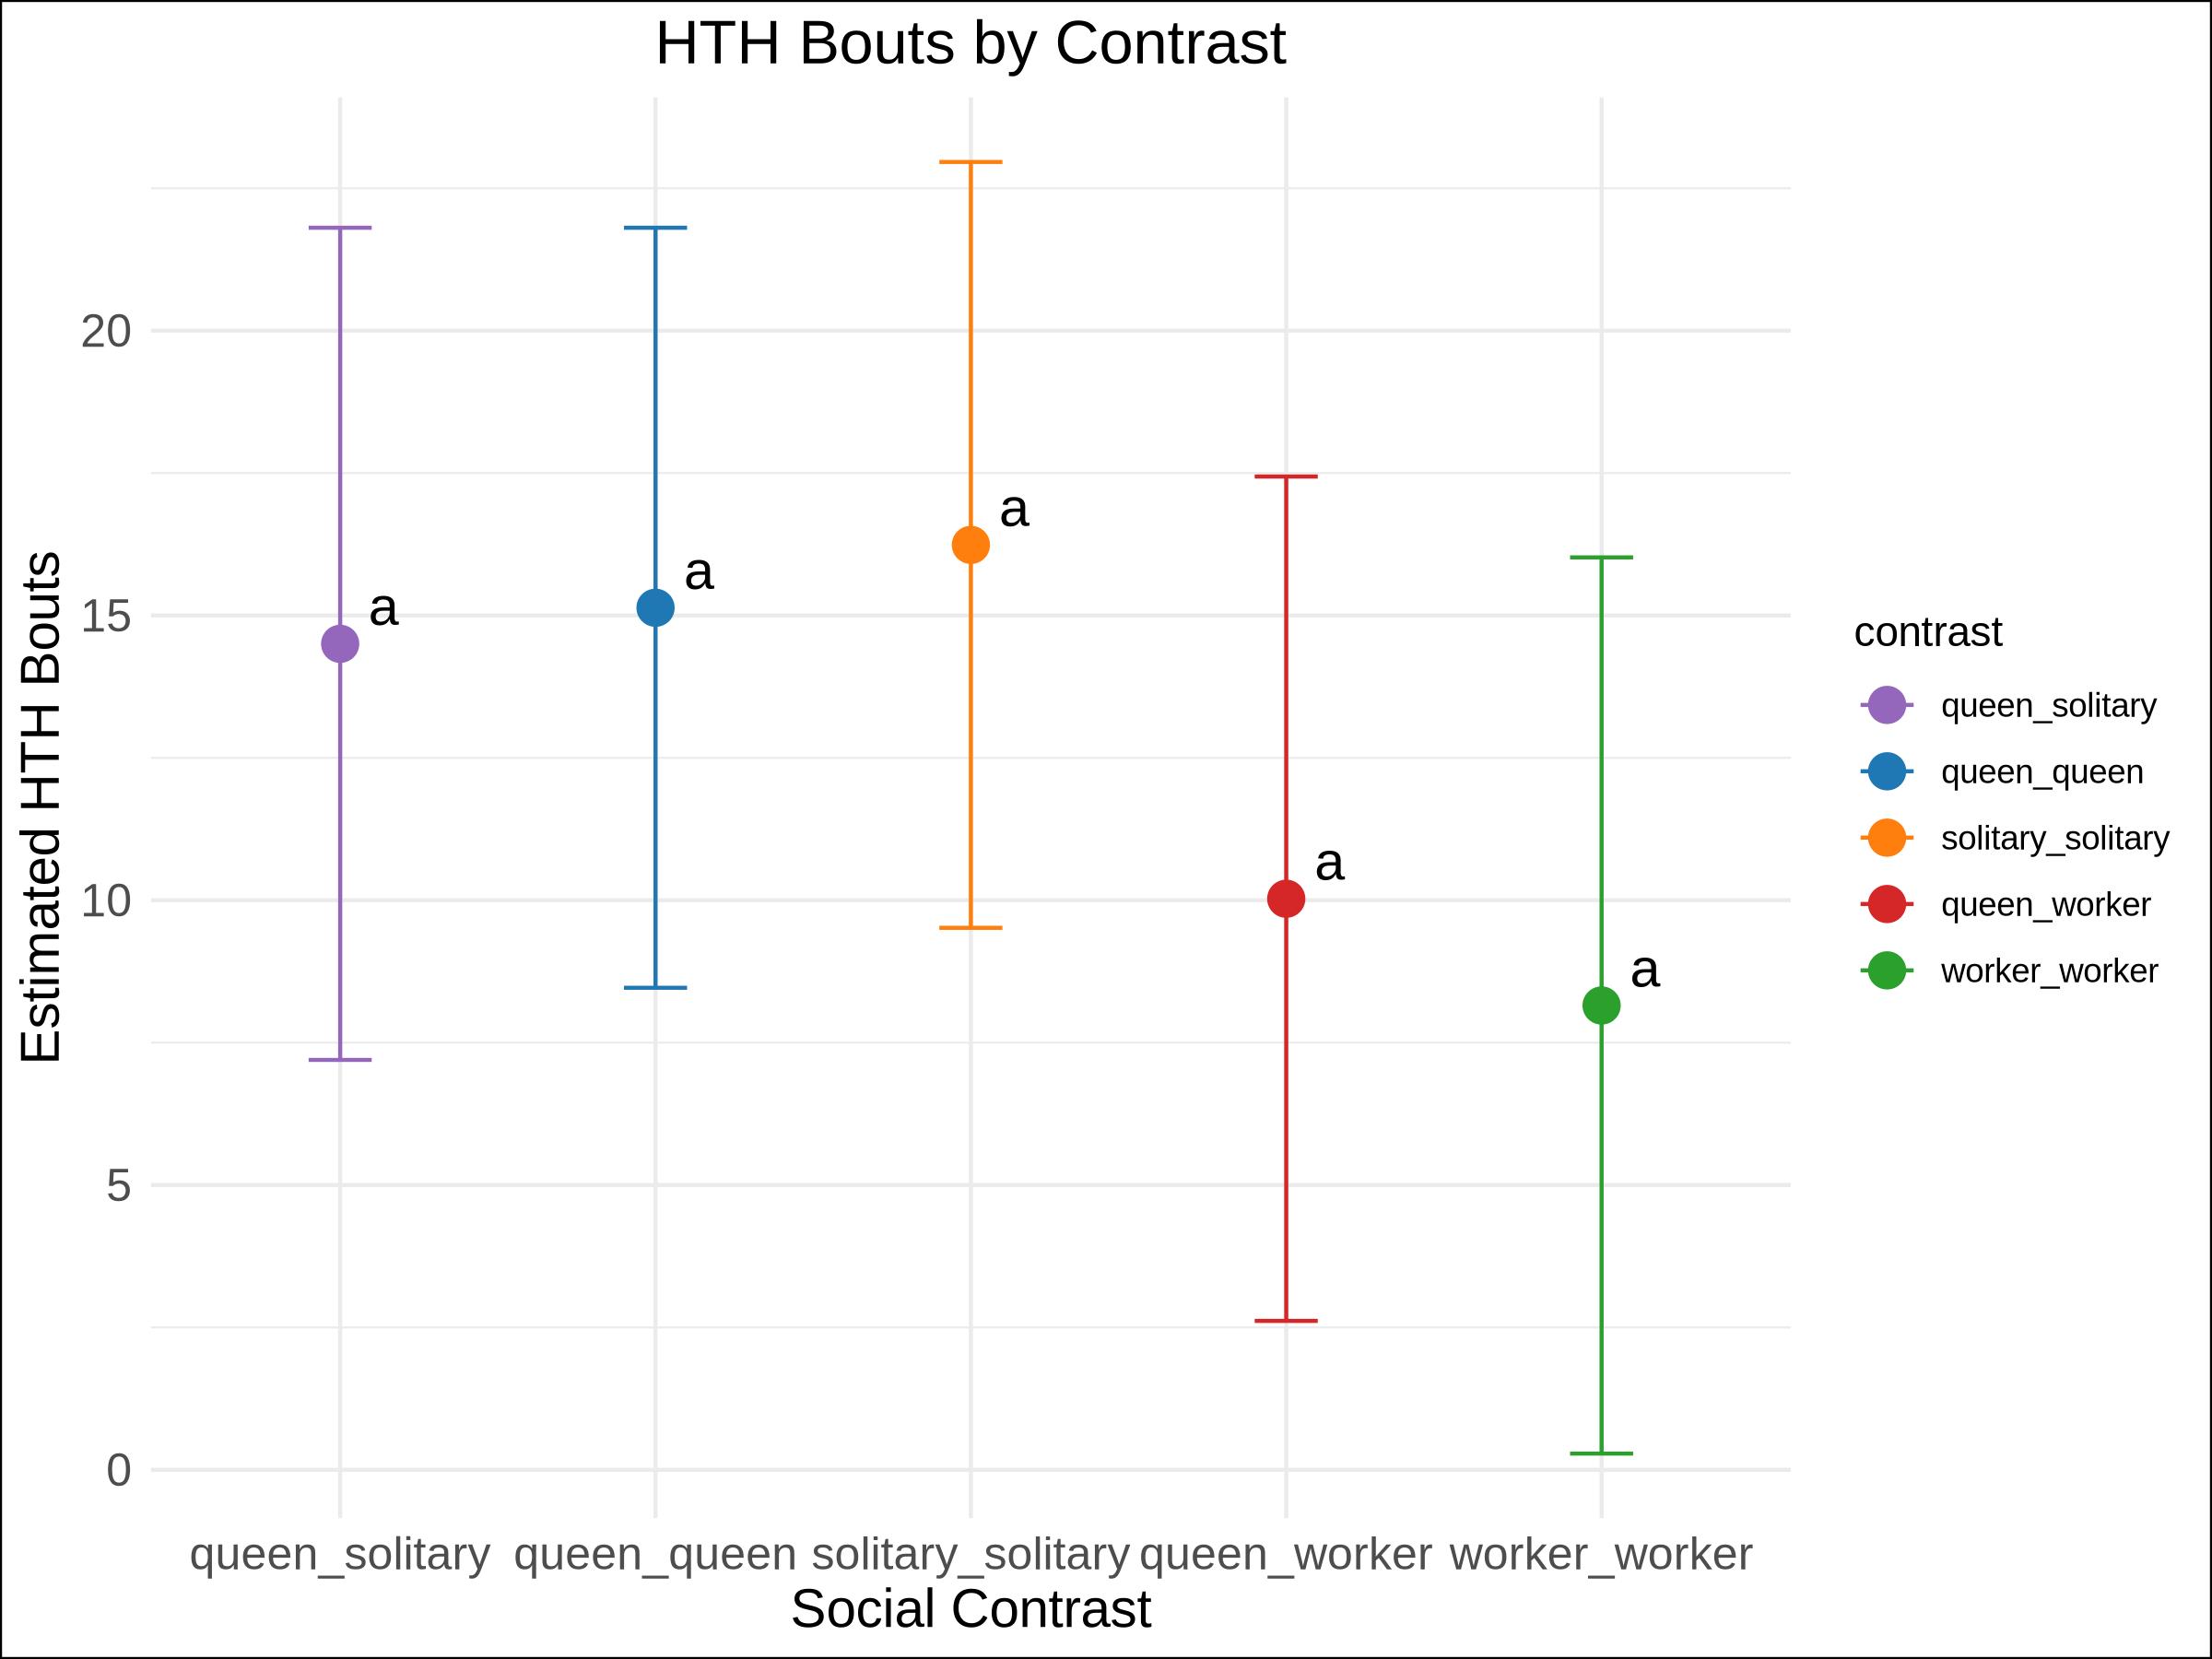 HTH Bouts by Contrast
Estimated HTH Bouts
20
15
10
5
0
a
a
a
a
a
queen_solitary queen_queen solitary_solitary queen_worker worker_worker
Social Contrast
contrast
queen_solitary
queen_queen
solitary_solitary
queen_worker
worker_worker